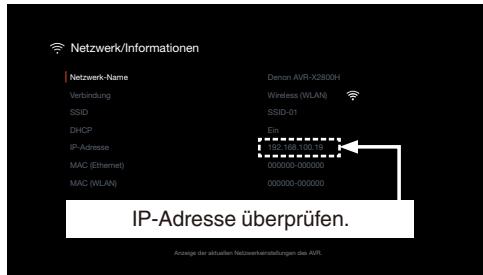 Netzwerk/Informationen
Netzwerk-Name Denon AVR-X2800H
Verbindung Wireless (WLAN)
SSID SSID-01
DHCP Ein
IP-Adresse 192.168.100.19
MAC (Ethernet) 000000-000000
MAC (WLAN) 000000-000000
IP-Adresse überprüfen.
Anzeige der aktuellen Netzwerkeinstellungen des AVR.